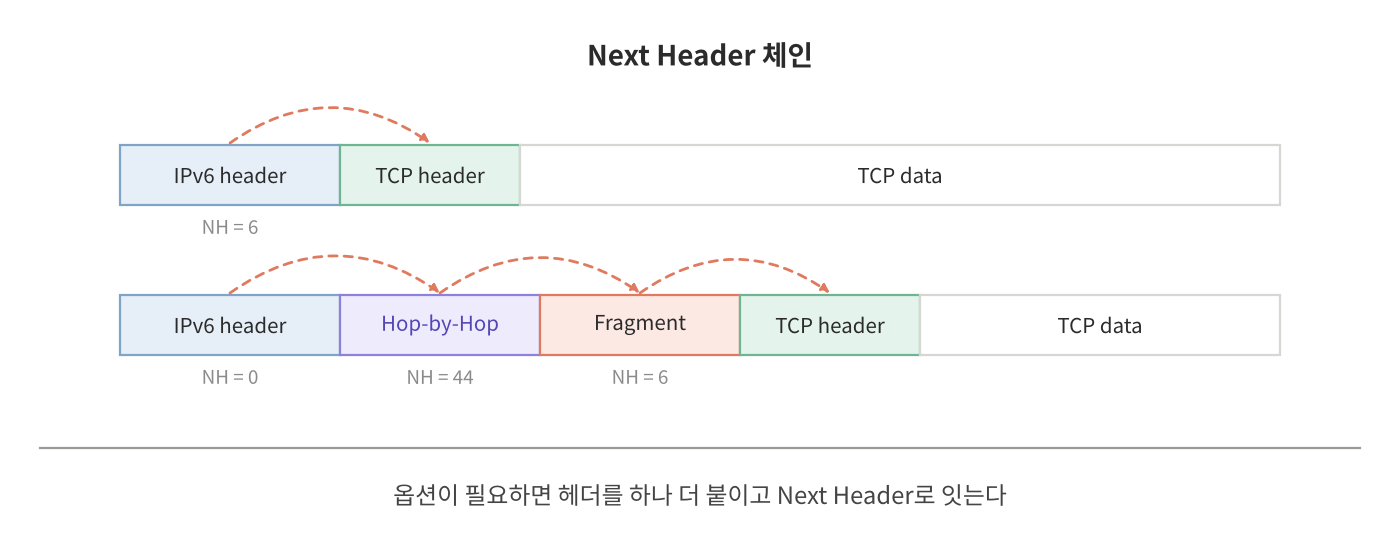 Next Header 체인
IPv6 header TCP header TCP data
NH = 6
IPv6 header Hop-by-Hop Fragment TCP header TCP data
NH = 0 NH = 44 NH = 6
옵션이 필요하면 헤더를 하나 더 붙이고 Next Header로 잇는다